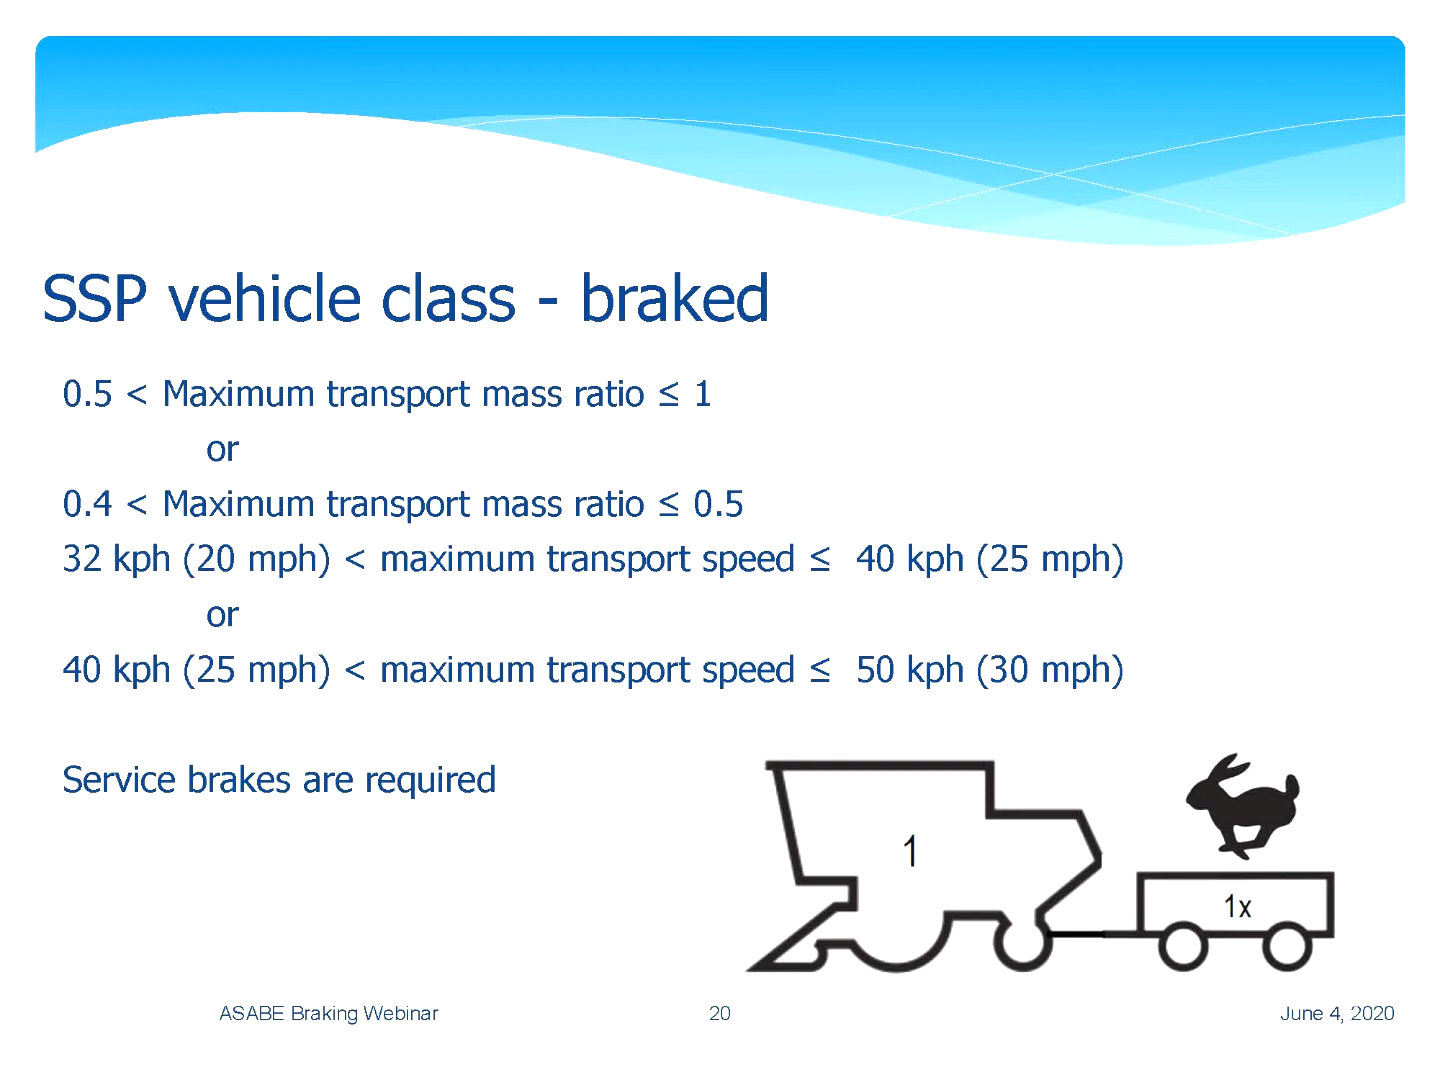 SSP vehicle class - braked
0.5 < Maximum transport mass ratio ≤ 1
or
0.4 < Maximum transport mass ratio ≤ 0.5
32 kph (20 mph) < maximum transport speed ≤  40 kph (25 mph)
or
40 kph (25 mph) < maximum transport speed ≤  50 kph (30 mph)
Service brakes are required
1
1x
ASABE Braking Webinar 20 June 4, 2020